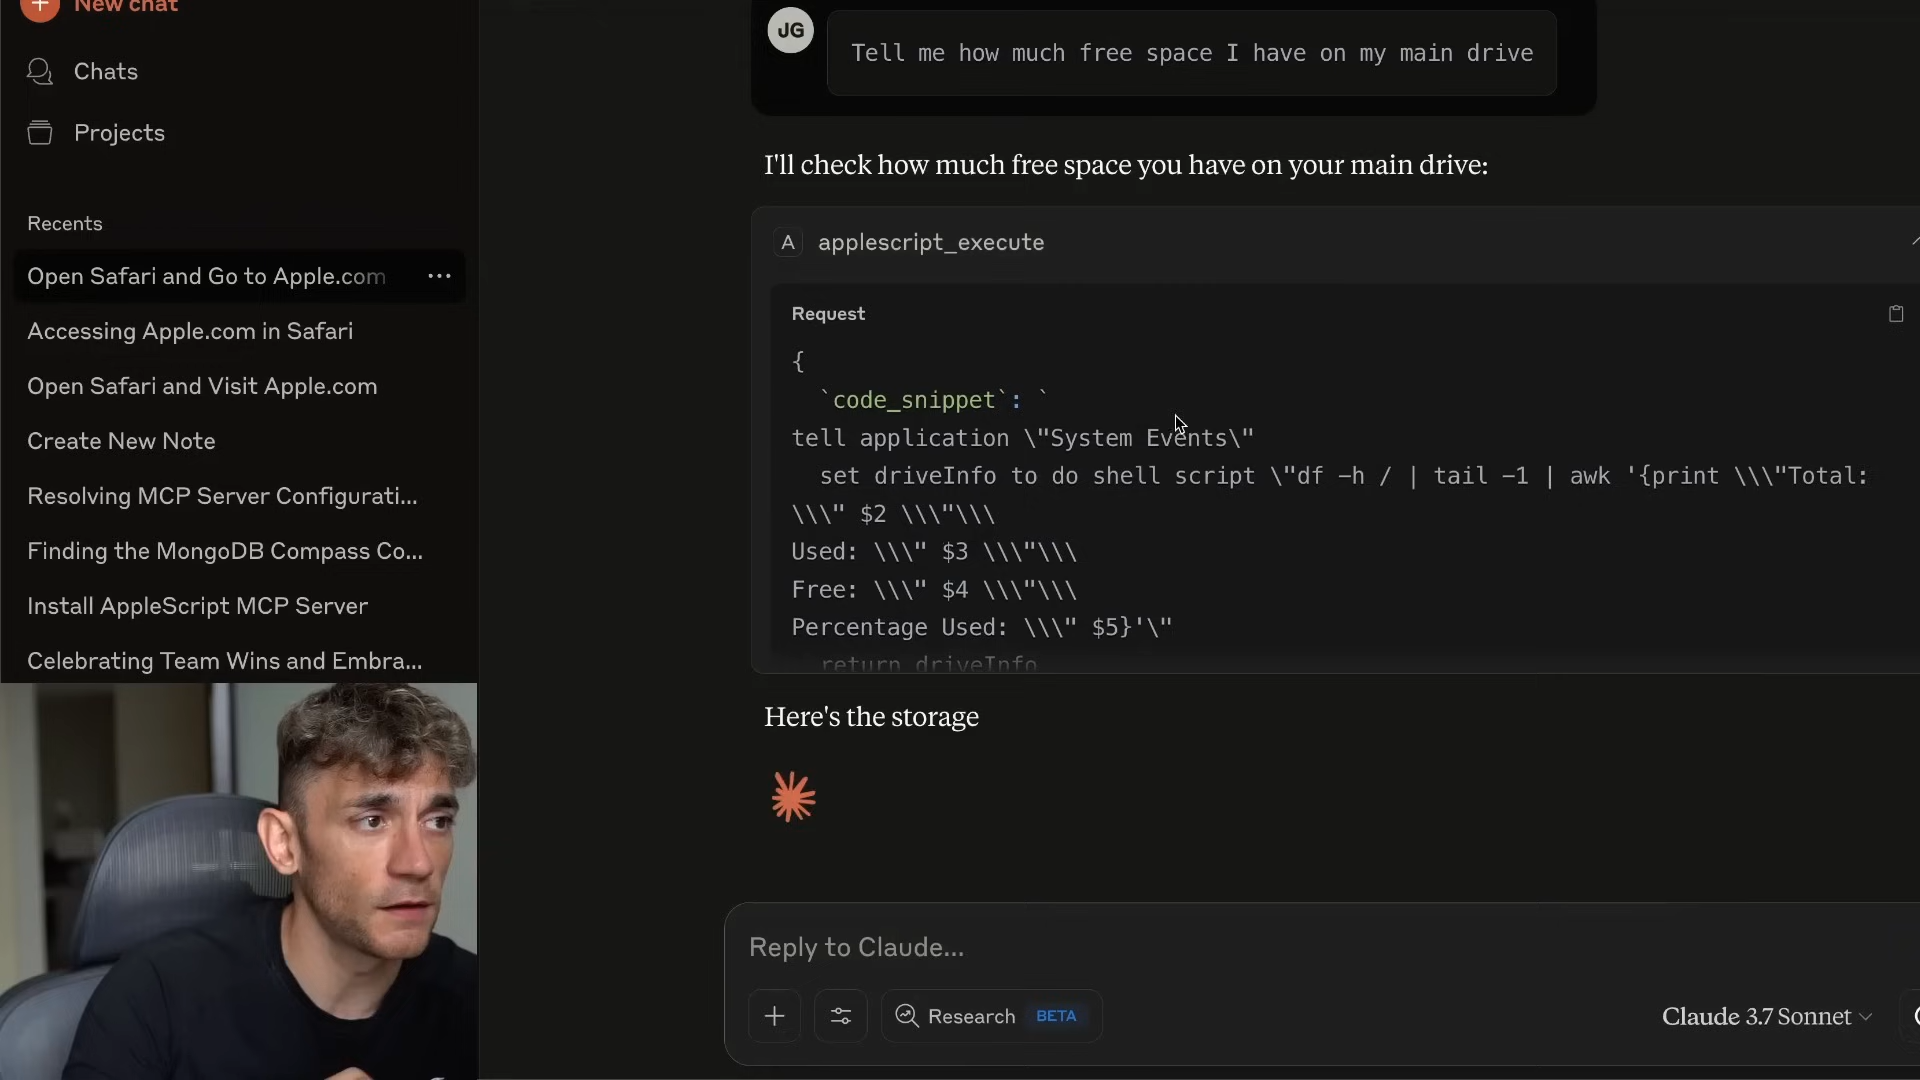 New chat
Chats
Projects
Recents
Open Safari and Go to Apple.com
Accessing Apple.com in Safari
Open Safari and Visit Apple.com
Create New Note
Resolving MCP Server Configurati...
Finding the MongoDB Compass Co...
Install AppleScript MCP Server
Celebrating Team Wins and Embra...
JG
Tell me how much free space I have on my main drive
I'll check how much free space you have on your main drive:
A applescript_execute
Request
{
  `code_snippet`: `
tell application \"System Events\"
  set driveInfo to do shell script \"df -h / | tail -1 | awk '{print \\\"Total:
\\\" $2 \\\"\\\
Used: \\\" $3 \\\"\\\
Free: \\\" $4 \\\"\\\
Percentage Used: \\\" $5}'\"
  return driveInfo
Here's the storage
Reply to Claude...
Research BETA
Claude 3.7 Sonnet